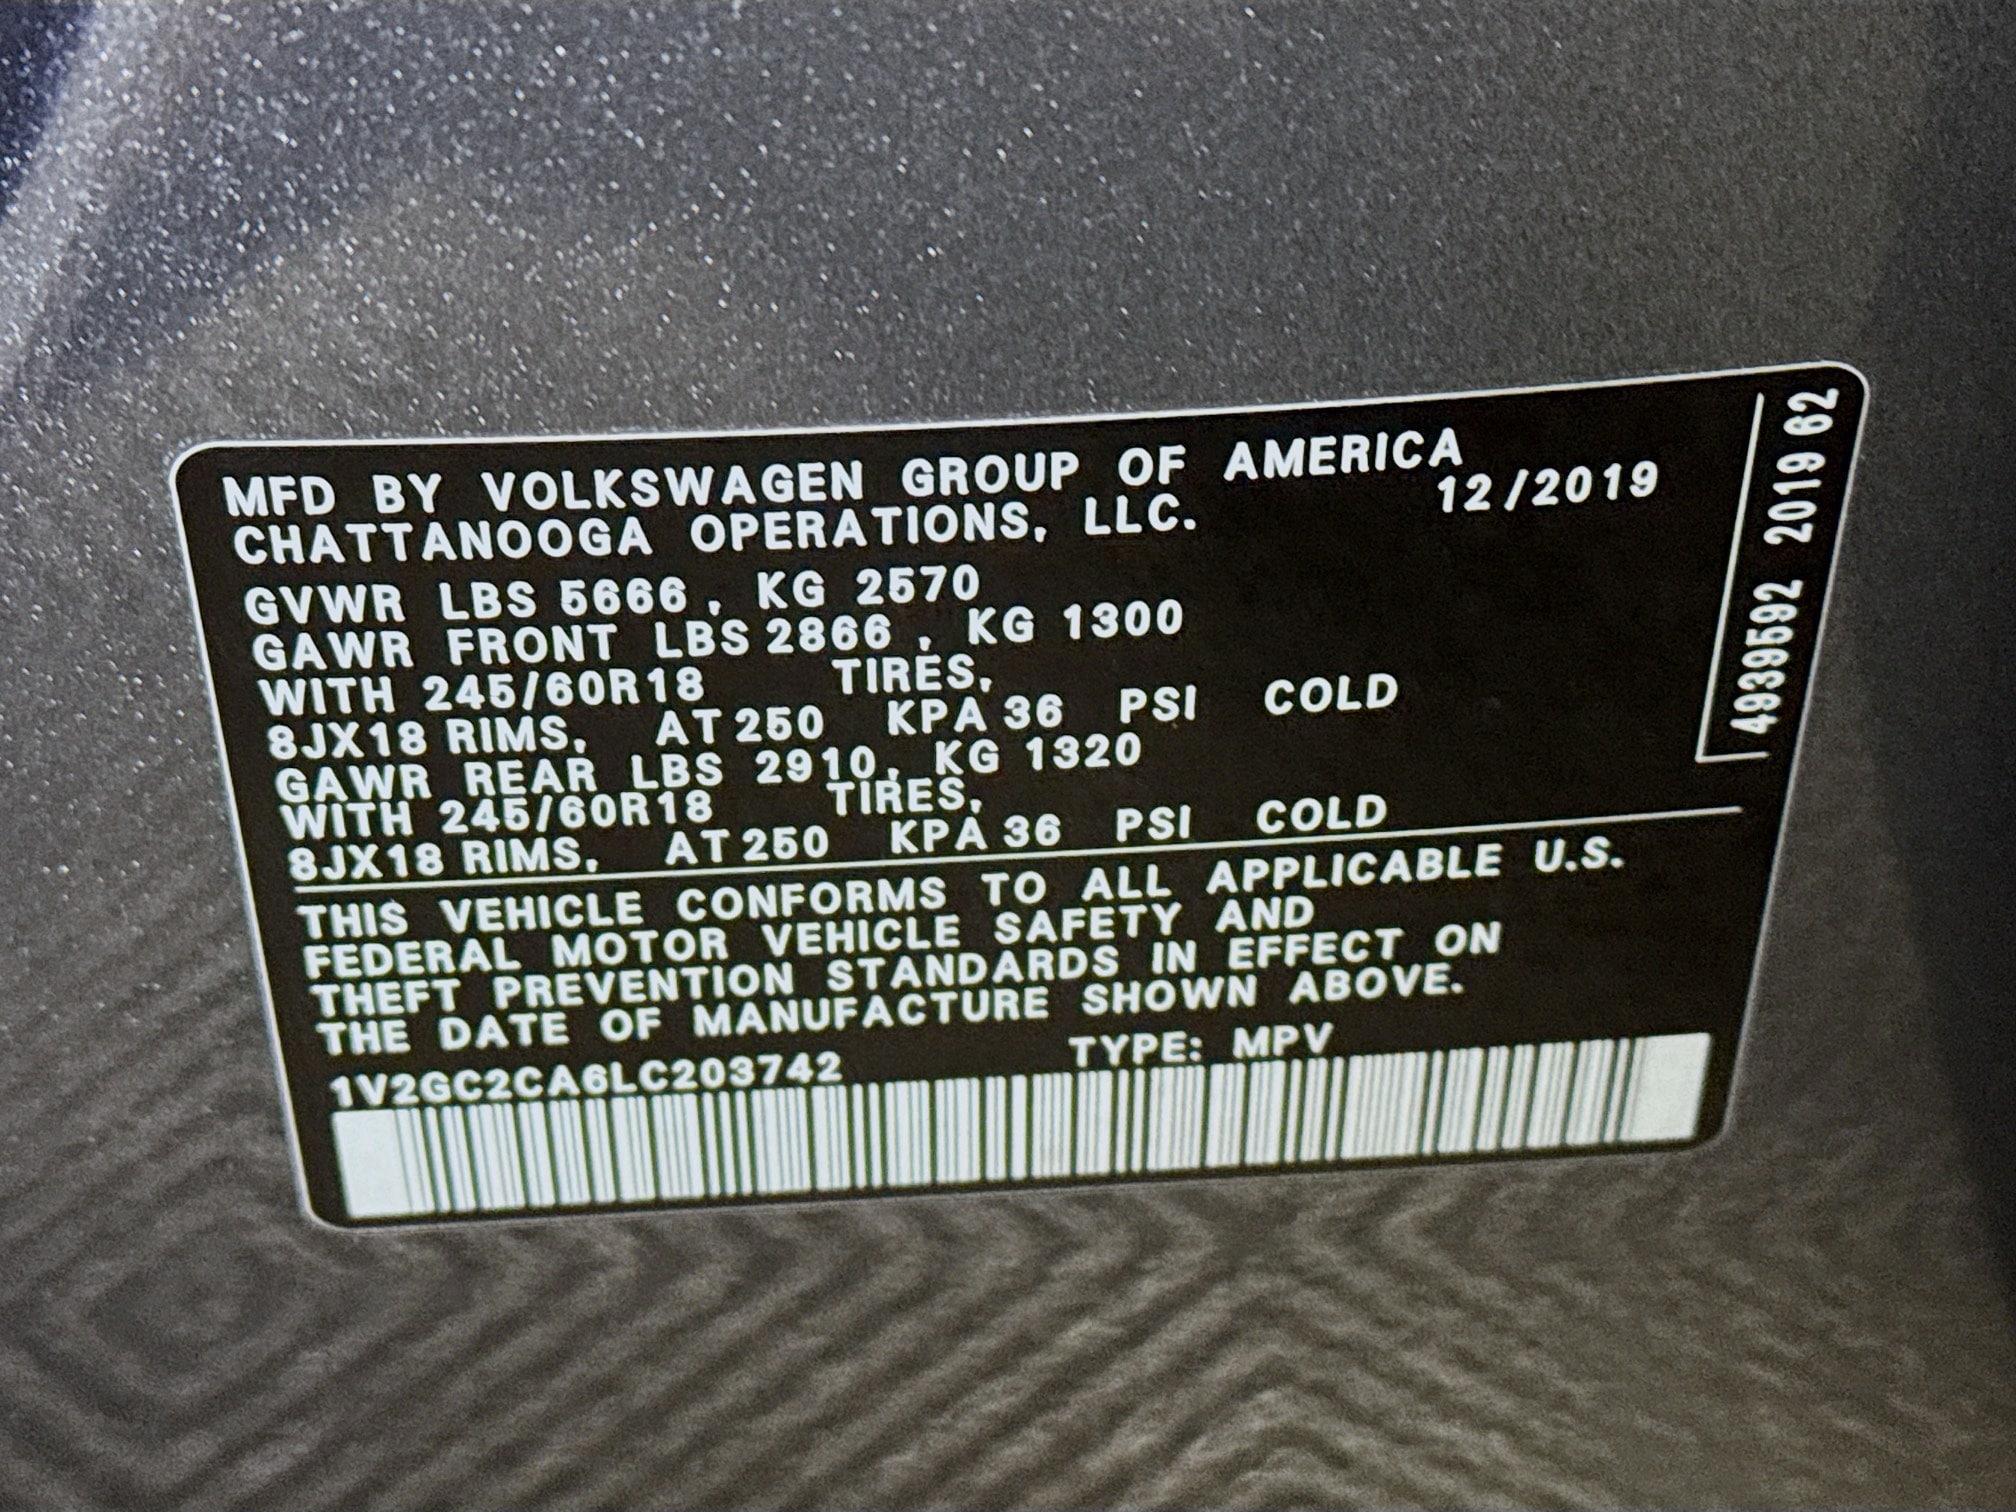 MFD BY VOLKSWAGEN GROUP OF AMERICA
CHATTANOOGA OPERATIONS, LLC. 12/2019
GVWR LBS 5666 , KG 2570
GAWR FRONT LBS 2866 , KG 1300
WITH 245/60R18 TIRES,
8JX18 RIMS, AT 250 KPA 36 PSI COLD
GAWR REAR LBS 2910, KG 1320
WITH 245/60R18 TIRES,
8JX18 RIMS, AT 250 KPA 36 PSI COLD
THIS VEHICLE CONFORMS TO ALL APPLICABLE U.S.
FEDERAL MOTOR VEHICLE SAFETY AND
THEFT PREVENTION STANDARDS IN EFFECT ON
THE DATE OF MANUFACTURE SHOWN ABOVE.
1V2GC2CA6LC203742 TYPE: MPV
4939592 2019 62